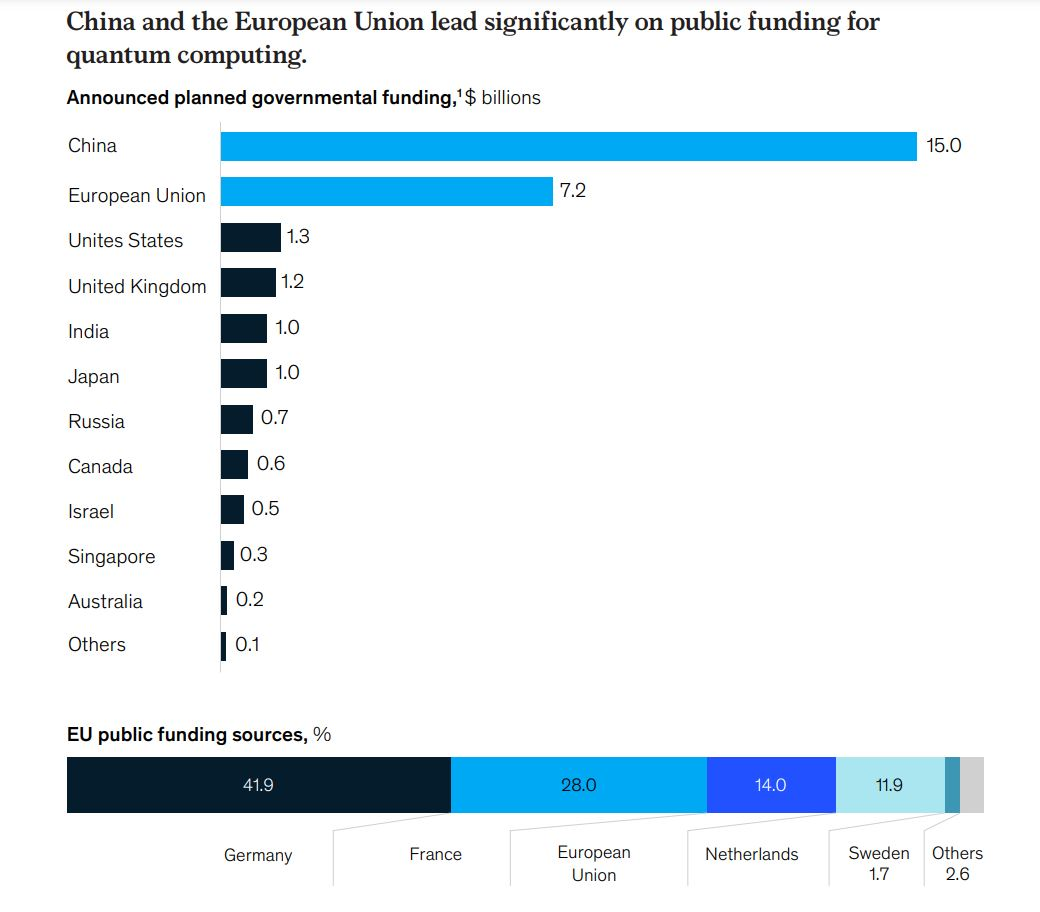 China and the European Union lead significantly on public funding for
quantum computing.
Announced planned governmental funding,¹ $ billions
China 15.0
European Union 7.2
Unites States 1.3
United Kingdom 1.2
India 1.0
Japan 1.0
Russia 0.7
Canada 0.6
Israel 0.5
Singapore 0.3
Australia 0.2
Others 0.1
EU public funding sources, %
41.9 28.0 14.0 11.9
Germany France European Union Netherlands Sweden 1.7 Others 2.6